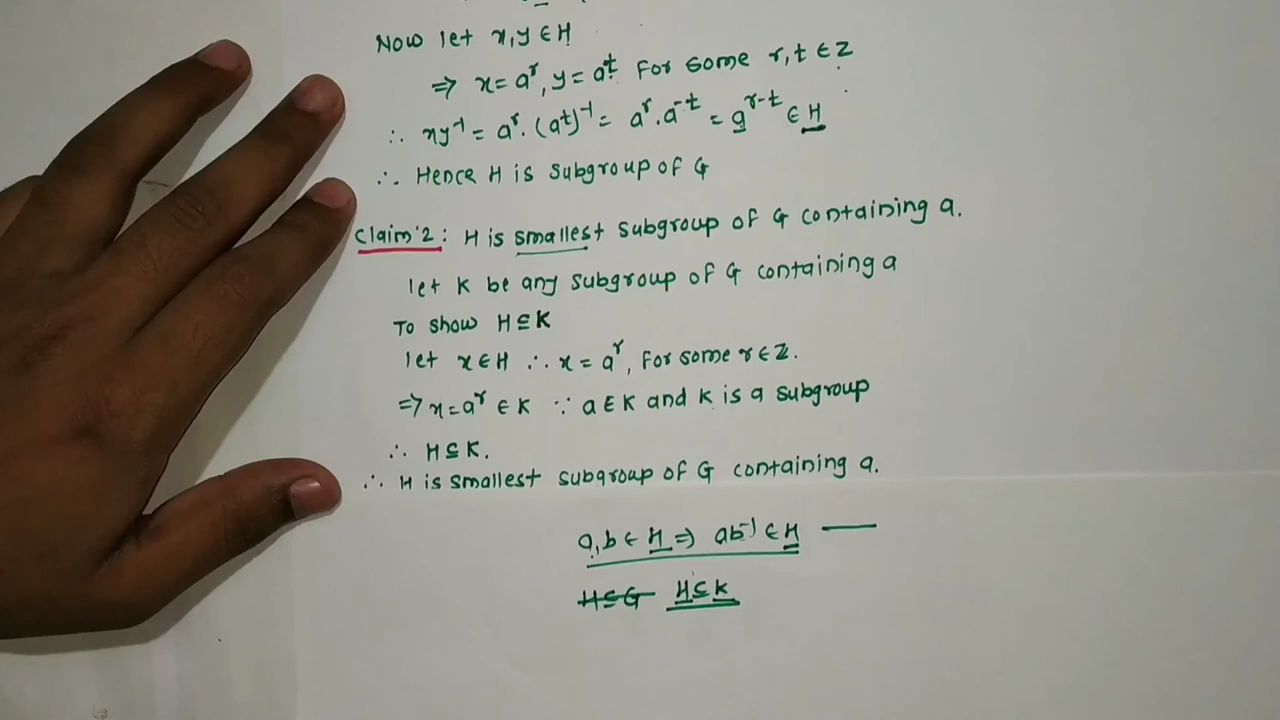 Now let x,y ∈ H
⇒ x = a^r, y = a^t For some r,t ∈ Z
∴ xy^-1 = a^r. (a^t)^-1 = a^r. a^-t = g^r-t ∈ H
∴ Hence H is subgroup of G
Claim:2: H is smallest subgroup of G containing a.
let K be any subgroup of G containing a
To show H ⊆ K
let x ∈ H ∴ x = a^r, For some r ∈ Z.
⇒ x = a^r ∈ K ∵ a ∈ K and K is a subgroup
∴ H ⊆ K.
∴ H is smallest subgroup of G containing a.
a,b ∈ H ⇒ ab^-1 ∈ H
H ⊆ G H ⊆ K